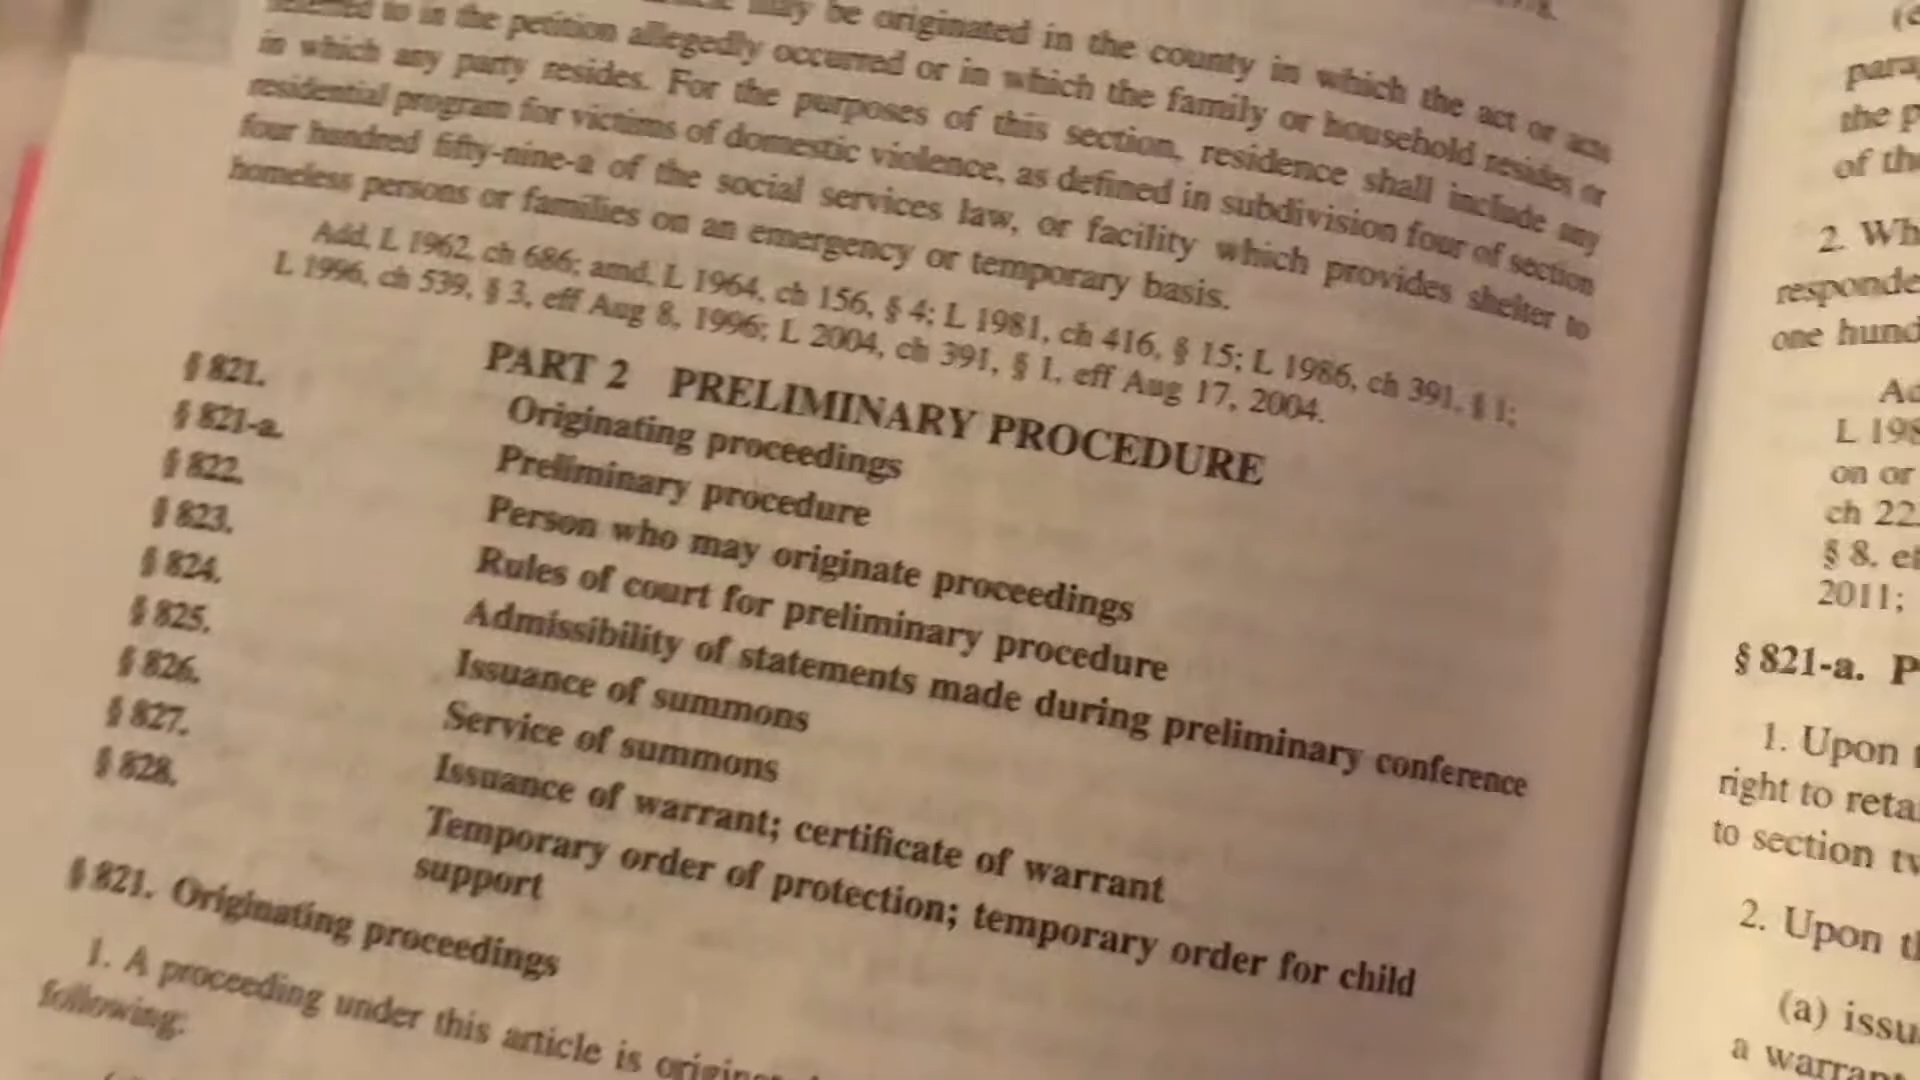 may be originated in the county in which the act or acts
referred to in the petition allegedly occurred or in which the family or household resides or
in which any party resides. For the purposes of this section, residence shall include any
residential program for victims of domestic violence, as defined in subdivision four of section
four hundred fifty-nine-a of the social services law, or facility which provides shelter to
homeless persons or families on an emergency or temporary basis.
Add, L 1962, ch 686; amd, L 1964, ch 156, § 4; L 1981, ch 416, § 15; L 1986, ch 391, § 1;
L 1996, ch 539, § 3, eff Aug 8, 1996; L 2004, ch 391, § 1, eff Aug 17, 2004.
PART 2 PRELIMINARY PROCEDURE
§ 821. Originating proceedings
§ 821-a. Preliminary procedure
§ 822. Person who may originate proceedings
§ 823. Rules of court for preliminary procedure
§ 824. Admissibility of statements made during preliminary conference
§ 825. Issuance of summons
§ 826. Service of summons
§ 827. Issuance of warrant; certificate of warrant
§ 828. Temporary order of protection; temporary order for child
support
§ 821. Originating proceedings
1. A proceeding under this article is
following:
the p
of the
2. Wh
one hund
L 198
on or
ch 22
§ 8, ef
2011;
§ 821-a. P
1. Upon
right to reta
to section tw
2. Upon th
(a) issu
a warrant